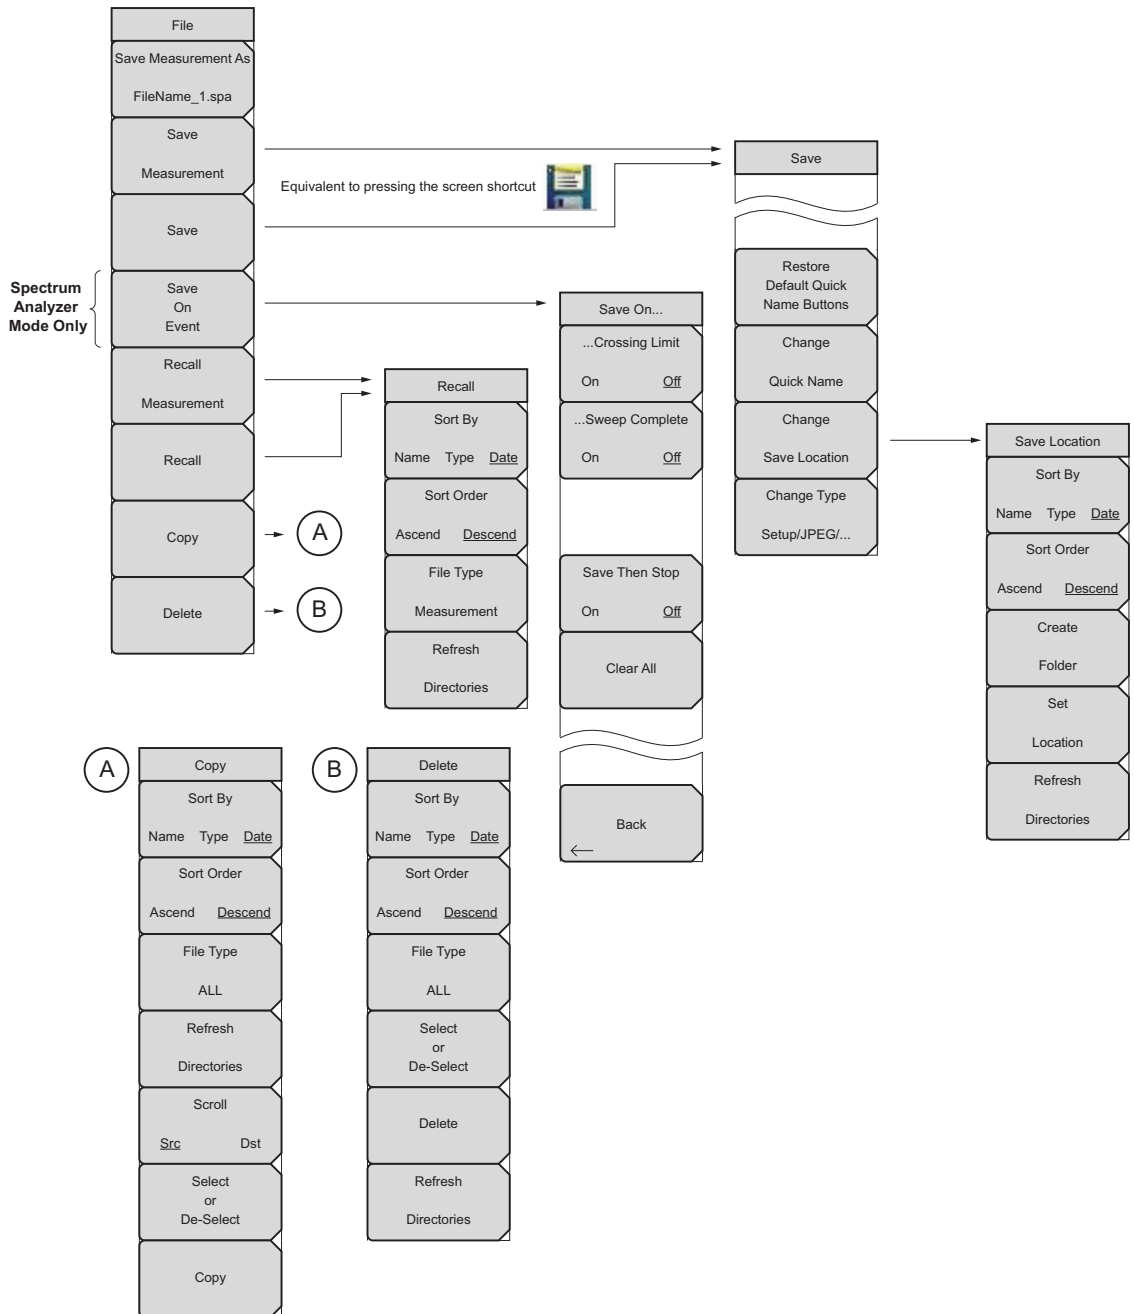 File
Save Measurement As
FileName_1.spa
Save
Measurement
Equivalent to pressing the screen shortcut
Save
Spectrum
Analyzer
Mode Only
Save
On
Event
Recall
Measurement
Recall
Copy
A
Delete
B
Recall
Sort By
Name Type Date
Sort Order
Ascend Descend
File Type
Measurement
Refresh
Directories
Save On...
...Crossing Limit
On Off
...Sweep Complete
On Off
Save Then Stop
On Off
Clear All
Back
Save
Restore
Default Quick
Name Buttons
Change
Quick Name
Change
Save Location
Change Type
Setup/JPEG/...
Save Location
Sort By
Name Type Date
Sort Order
Ascend Descend
Create
Folder
Set
Location
Refresh
Directories
A
Copy
Sort By
Name Type Date
Sort Order
Ascend Descend
File Type
ALL
Refresh
Directories
Scroll
Src Dst
Select
or
De-Select
Copy
B
Delete
Sort By
Name Type Date
Sort Order
Ascend Descend
File Type
ALL
Select
or
De-Select
Delete
Refresh
Directories